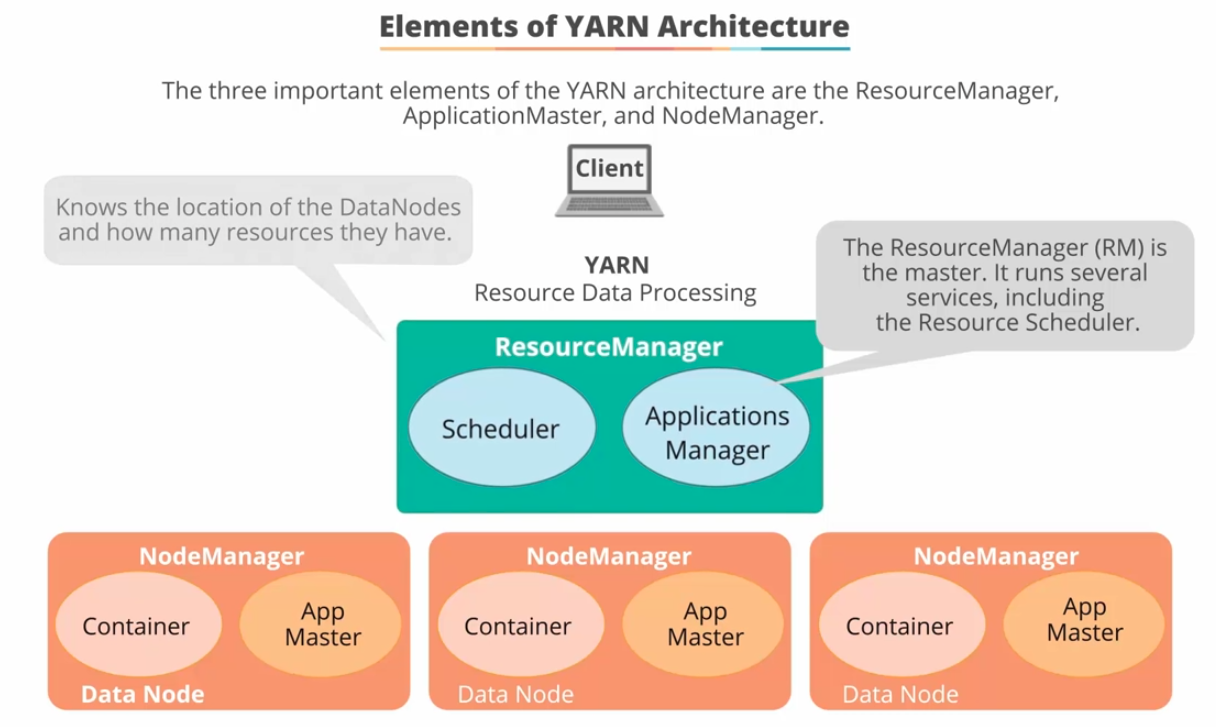 Elements of YARN Architecture
The three important elements of the YARN architecture are the ResourceManager,
ApplicationMaster, and NodeManager.
Client
Knows the location of the DataNodes
and how many resources they have.
The ResourceManager (RM) is
the master. It runs several
services, including
the Resource Scheduler.
YARN
Resource Data Processing
ResourceManager
Scheduler
Applications
Manager
NodeManager
Container
App
Master
Data Node
NodeManager
Container
App
Master
Data Node
NodeManager
Container
App
Master
Data Node